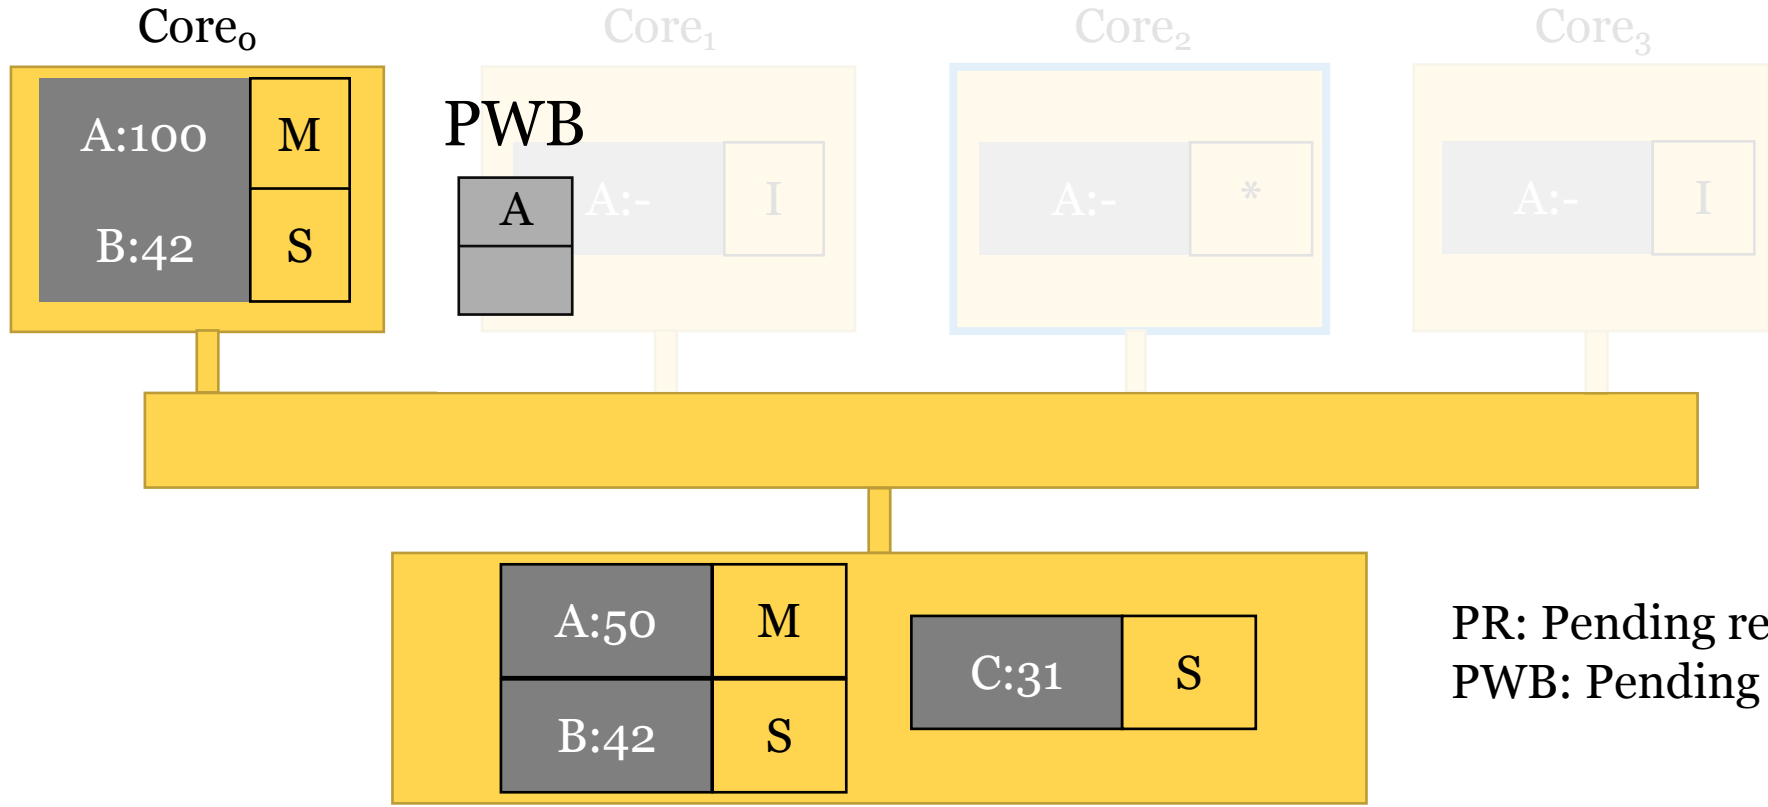 Core₀ Core₁ Core₂ Core₃
A:100 M
B:42 S
PWB
A
A:- I
A:- *
A:- I
A:50 M
B:42 S
C:31 S
PR: Pending re
PWB: Pending